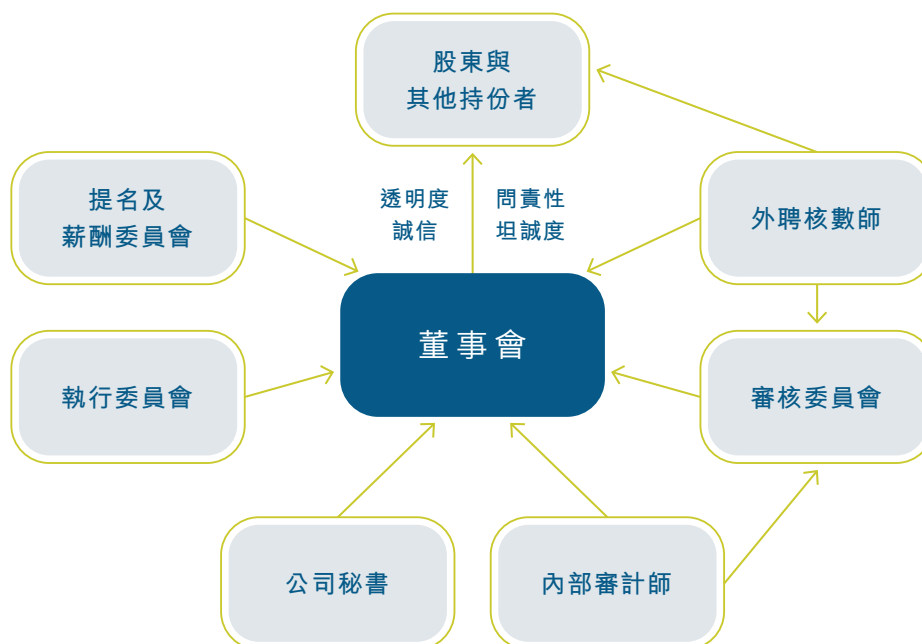 股東與
其他持份者
提名及
薪酬委員會
透明度
誠信
問責性
坦誠度
外聘核數師
董事會
執行委員會
審核委員會
公司秘書
內部審計師